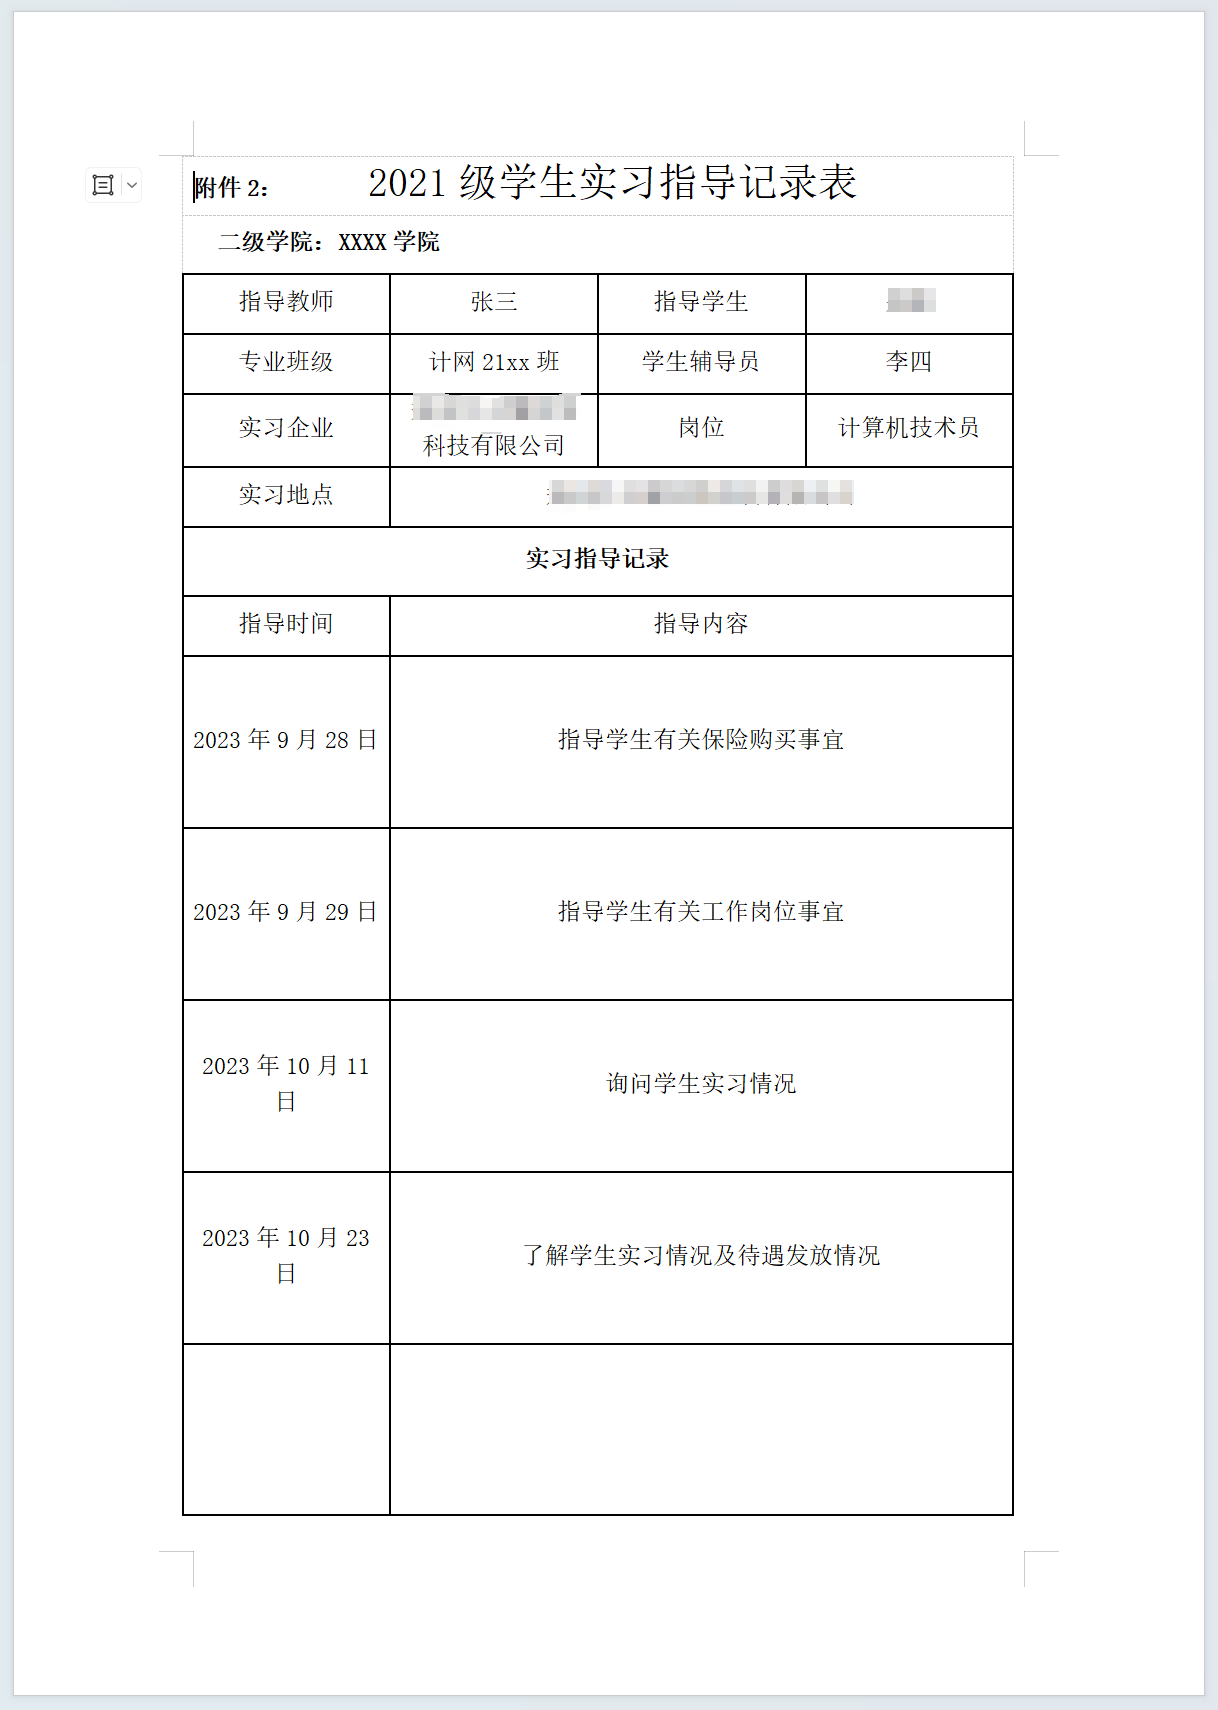 附件 2： 2021 级学生实习指导记录表
二级学院：XXXX 学院
指导教师 张三 指导学生
专业班级 计网 21xx 班 学生辅导员 李四
实习企业 科技有限公司 岗位 计算机技术员
实习地点
实习指导记录
指导时间 指导内容
2023 年 9 月 28 日 指导学生有关保险购买事宜
2023 年 9 月 29 日 指导学生有关工作岗位事宜
2023 年 10 月 11
日
询问学生实习情况
2023 年 10 月 23
日
了解学生实习情况及待遇发放情况